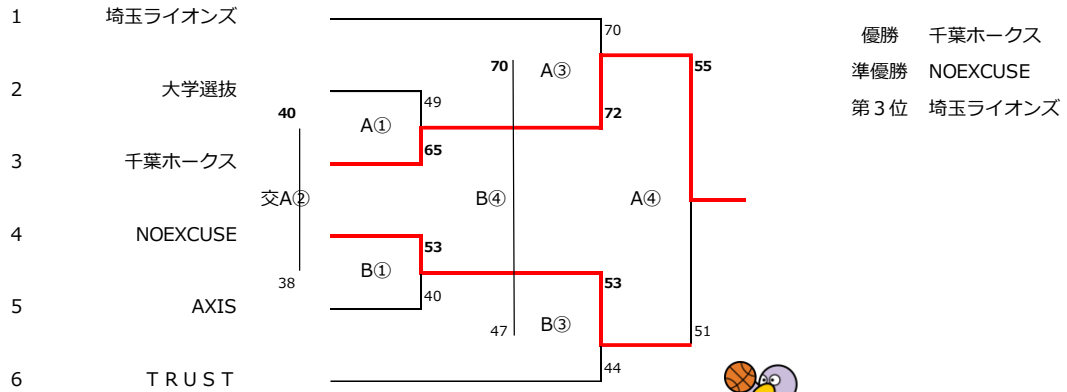 1 埼玉ライオンズ
70
優勝 千葉ホークス
70 A③ 55
準優勝 NOEXCUSE
2 大学選抜
49
40
72
第３位 埼玉ライオンズ
A①
65
3 千葉ホークス
交A② B④ A④
4 NOEXCUSE
53
B①
38
40
53
5 AXIS
47 B③ 51
44
6 ＴＲＵＳＴ